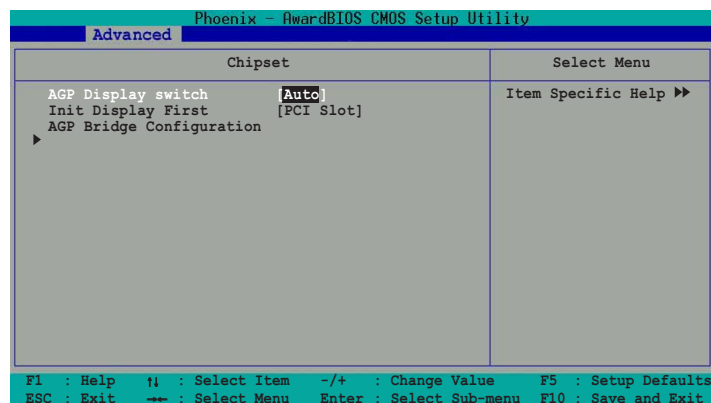 Phoenix - AwardBIOS CMOS Setup Utility
Advanced
Chipset
Select Menu
AGP Display switch [Auto]
Init Display First [PCI Slot]
AGP Bridge Configuration
Item Specific Help ▶▶
F1 : Help ↑↓ : Select Item -/+ : Change Value F5 : Setup Defaults
ESC : Exit →← : Select Menu Enter : Select Sub-menu F10 : Save and Exit